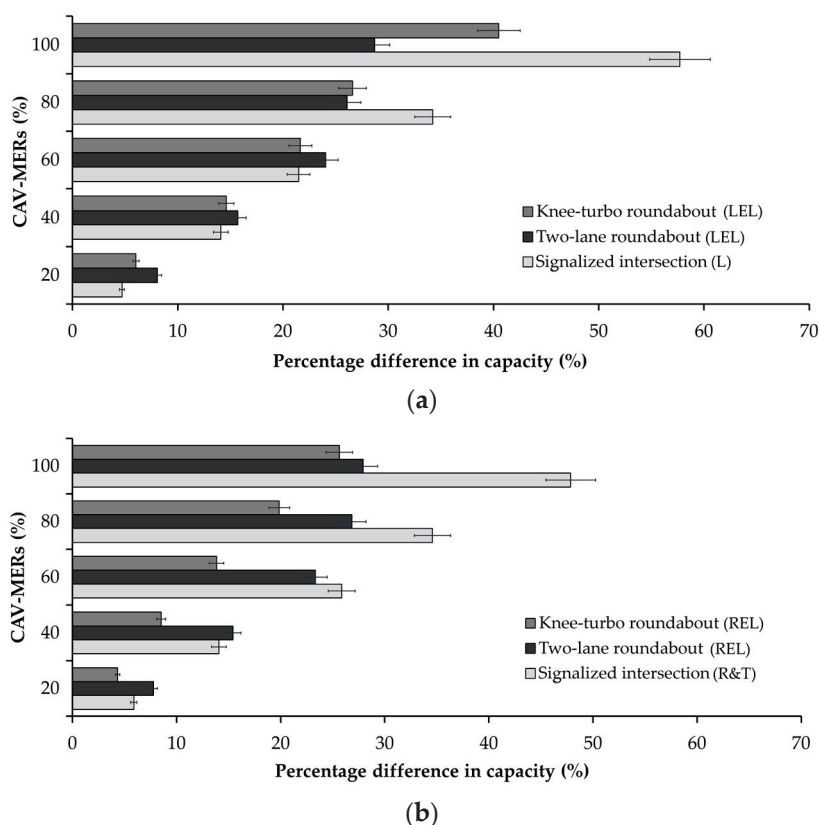 100
80
60
40
20
CAV-MERs (%)
Knee-turbo roundabout (LEL)
Two-lane roundabout (LEL)
Signalized intersection (L)
0 10 20 30 40 50 60 70
Percentage difference in capacity (%)
(a)
100
80
60
40
20
CAV-MERs (%)
Knee-turbo roundabout (REL)
Two-lane roundabout (REL)
Signalized intersection (R&T)
0 10 20 30 40 50 60 70
Percentage difference in capacity (%)
(b)